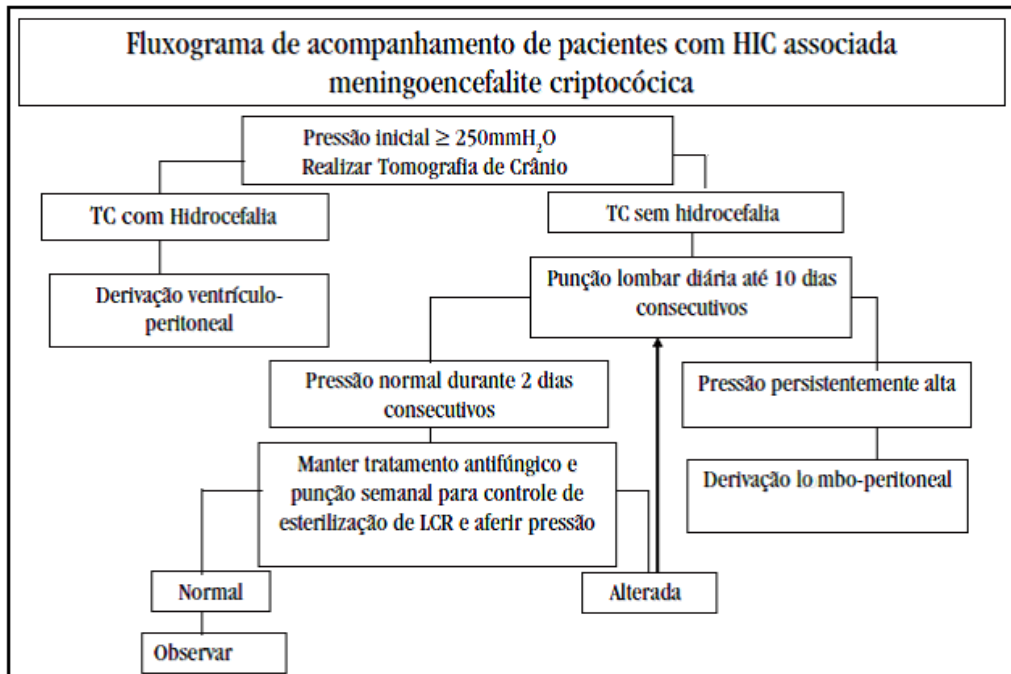 Fluxograma de acompanhamento de pacientes com HIC associada
meningoencefalite criptocócica
Pressão inicial ≥ 250mmH₂O
Realizar Tomografia de Crânio
TC com Hidrocefalia
TC sem hidrocefalia
Derivação ventrículo-
peritoneal
Punção lombar diária até 10 dias
consecutivos
Pressão normal durante 2 dias
consecutivos
Pressão persistentemente alta
Manter tratamento antifúngico e
punção semanal para controle de
esterilização de LCR e aferir pressão
Derivação lo mbo-peritoneal
Normal
Alterada
Observar